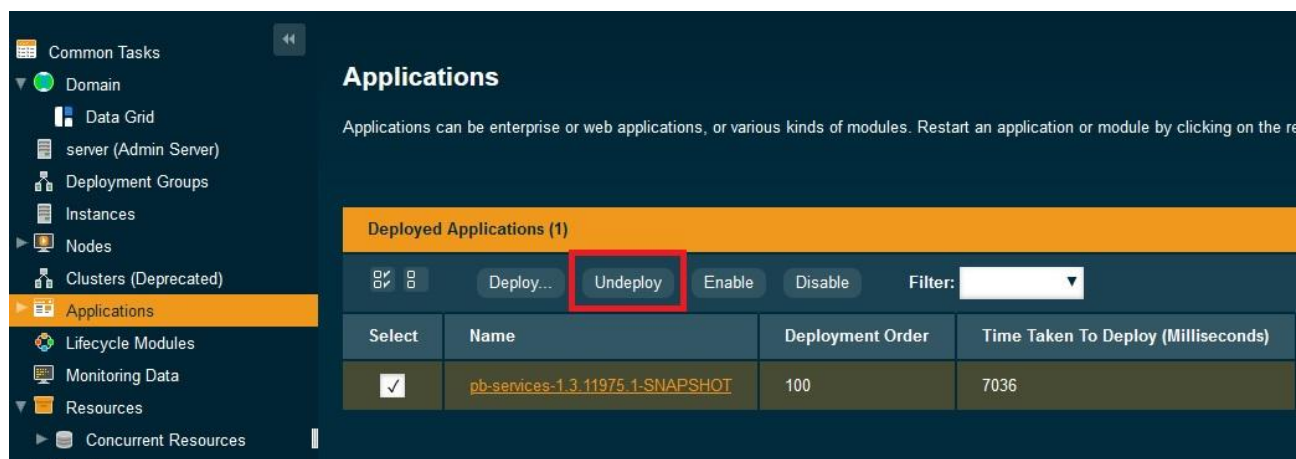 Common Tasks
Domain
Data Grid
server (Admin Server)
Deployment Groups
Instances
Nodes
Clusters (Deprecated)
Applications
Lifecycle Modules
Monitoring Data
Resources
Concurrent Resources
Applications
Applications can be enterprise or web applications, or various kinds of modules. Restart an application or module by clicking on the
Deployed Applications (1)
Deploy... Undeploy Enable Disable Filter:
Select Name Deployment Order Time Taken To Deploy (Milliseconds)
pb-services-1.3.11975.1-SNAPSHOT 100 7036